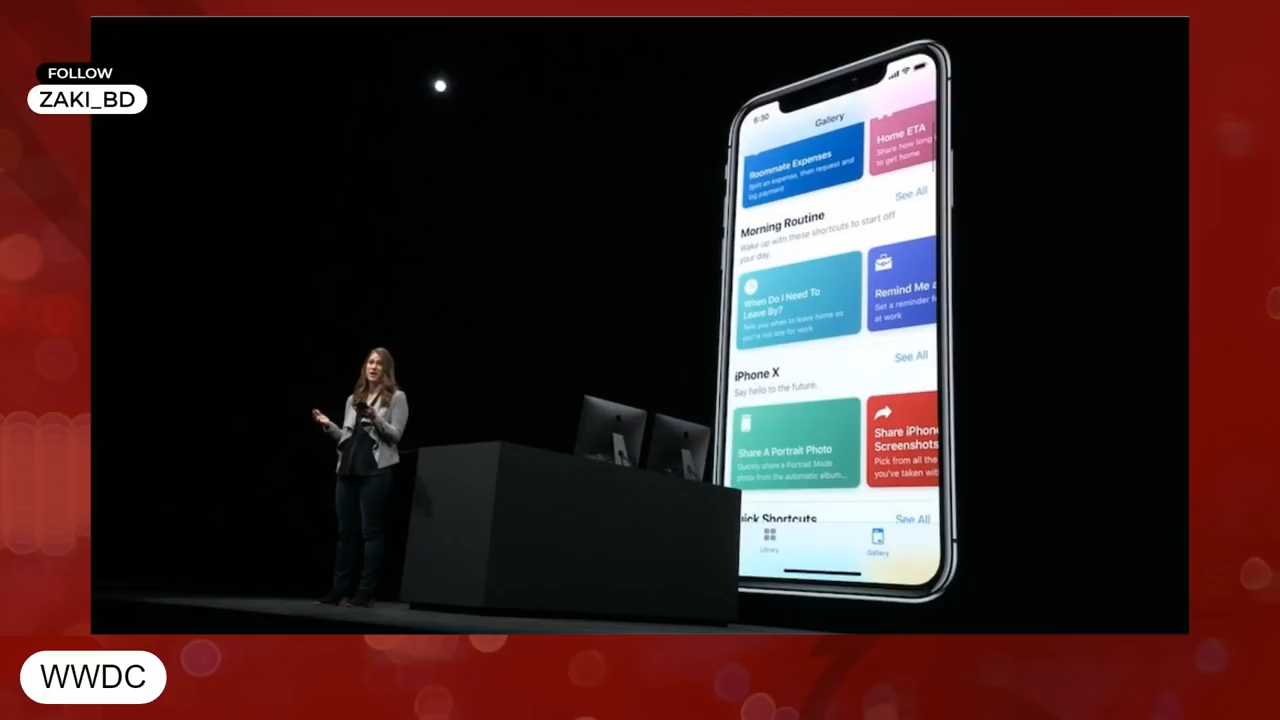 FOLLOW
ZAKI_BD
6:30
Gallery
Roommate Expenses
Split an expense, then request and
log payment
Home ETA
Share how long
to get home
See All
Morning Routine
Wake up with these shortcuts to start off
your day.
When Do I Need To
Leave By?
Tells you when to leave home so
you're not late for work
Remind Me a
Set a reminder f
at work
See All
iPhone X
Say hello to the future.
Share A Portrait Photo
Quickly share a Portrait Mode
photo from the automatic album...
Share iPhone
Screenshots
Pick from all the
you've taken wit
Quick Shortcuts
See All
Library
Gallery
WWDC